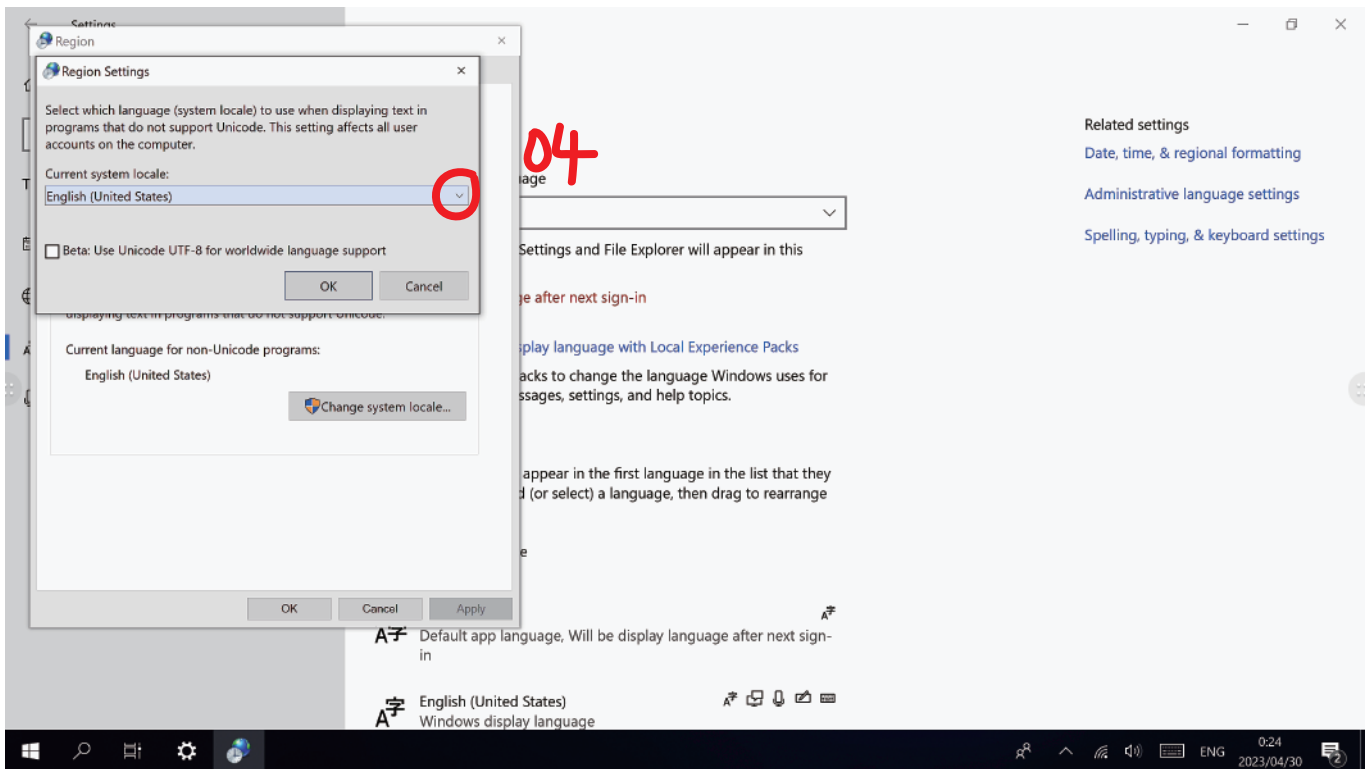 Settings
Region
Region Settings
Select which language (system locale) to use when displaying text in
programs that do not support Unicode. This setting affects all user
accounts on the computer.
Current system locale:
English (United States)
Beta: Use Unicode UTF-8 for worldwide language support
OK Cancel
displaying text in programs that do not support Unicode.
Current language for non-Unicode programs:
English (United States)
Change system locale...
OK Cancel Apply
04
Settings and File Explorer will appear in this
after next sign-in
language with Local Experience Packs
to change the language Windows uses for
settings, and help topics.
appear in the first language in the list that they
(or select) a language, then drag to rearrange
A字
Default app language, Will be display language after next sign-
in
A字
English (United States)
Windows display language
Related settings
Date, time, & regional formatting
Administrative language settings
Spelling, typing, & keyboard settings
ENG
0:24
2023/04/30
2